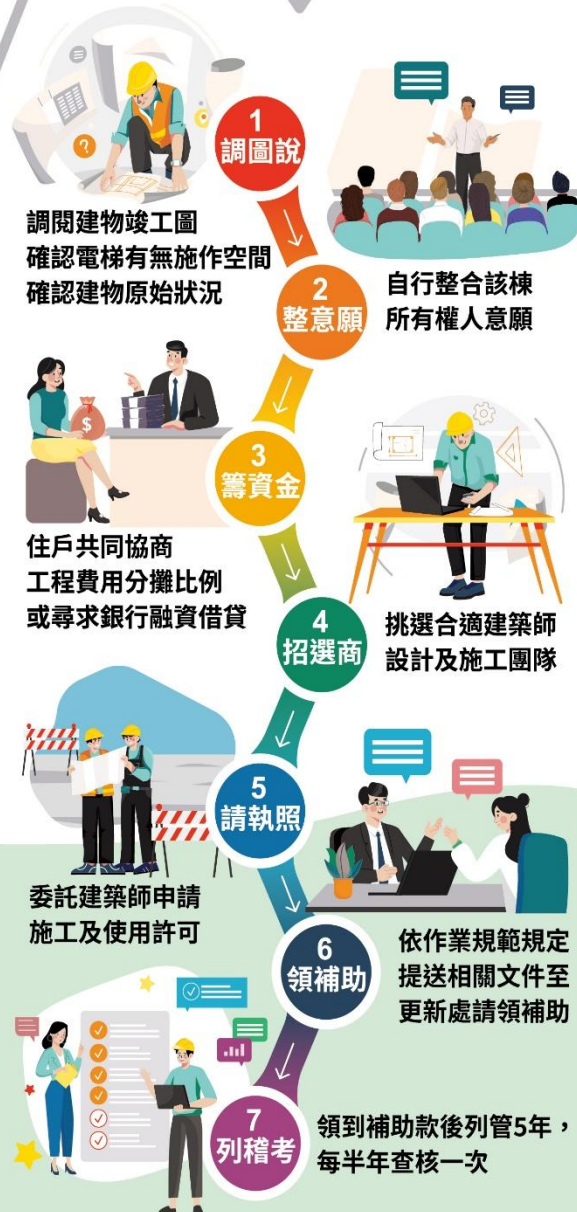 1
調圖說
調閱建物竣工圖
確認電梯有無施作空間
確認建物原始狀況
2
整意願
自行整合該棟
所有權人意願
3
籌資金
住戶共同協商
工程費用分攤比例
或尋求銀行融資借貸
4
招選商
挑選合適建築師
設計及施工團隊
5
請執照
委託建築師申請
施工及使用許可
6
領補助
依作業規範規定
提送相關文件至
更新處請領補助
7
列稽考
領到補助款後列管5年，
每半年查核一次